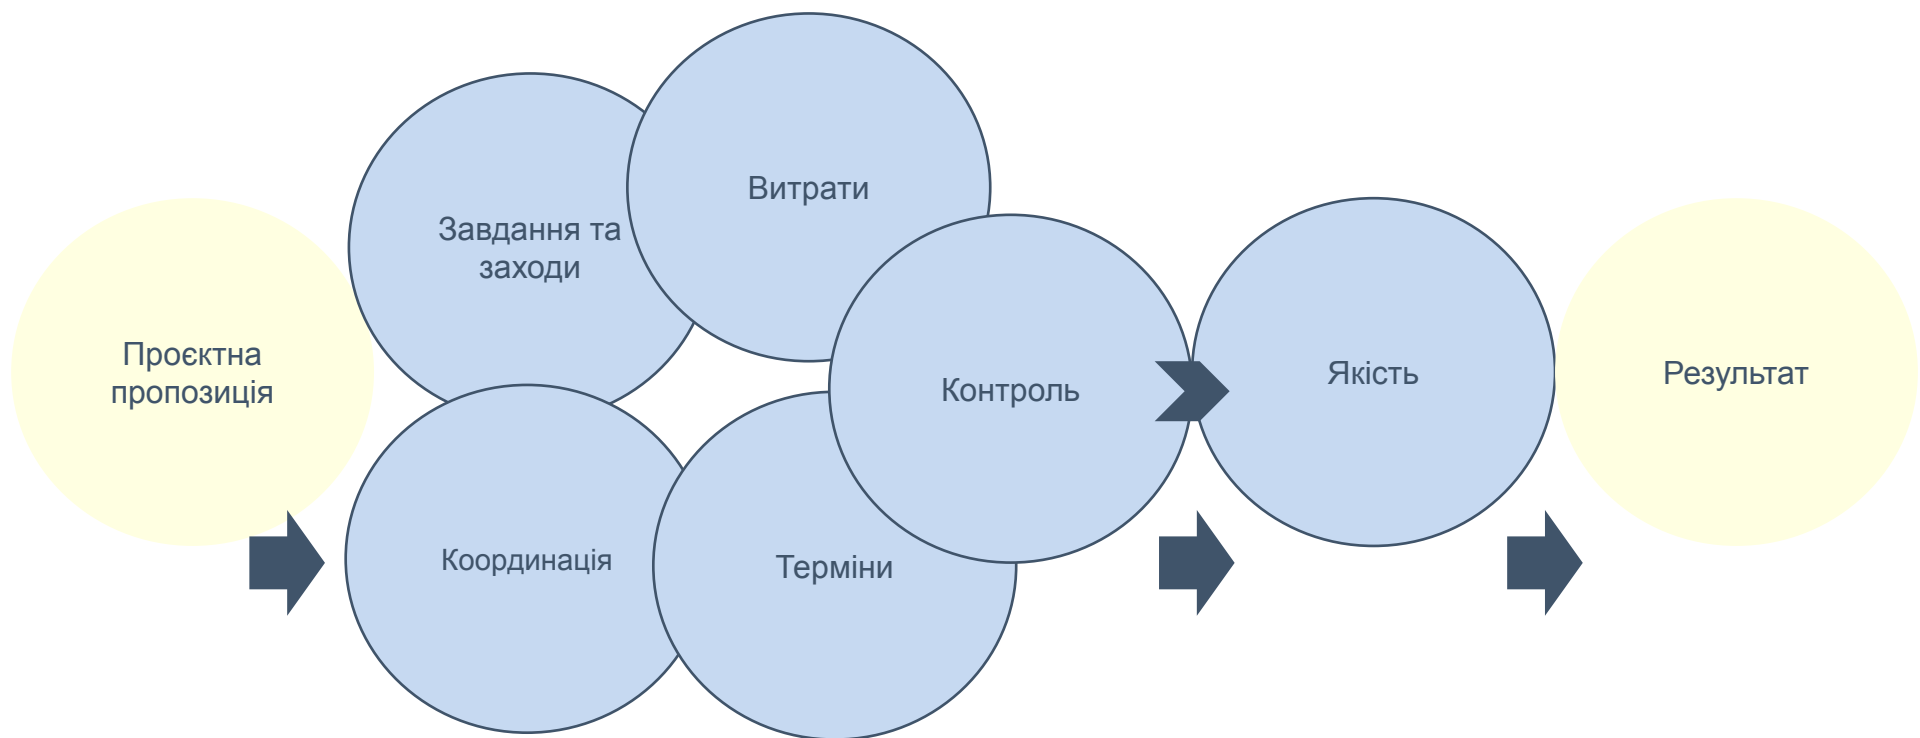 Проєктна
пропозиція
Завдання та
заходи
Витрати
Координація
Терміни
Контроль
Якість
Результат